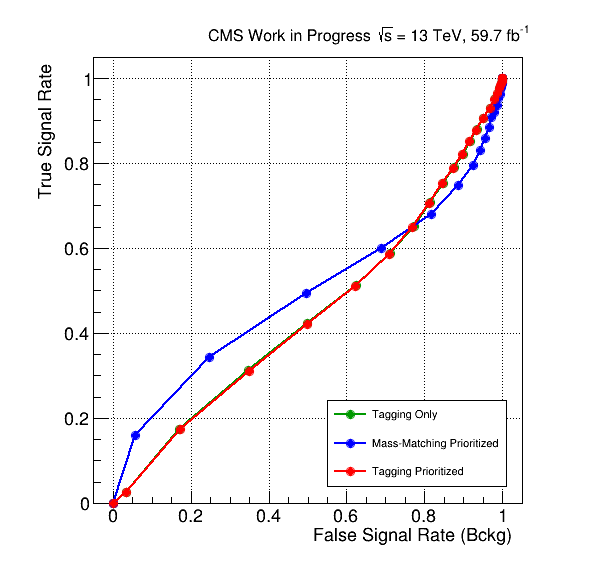 CMS Work in Progress √s = 13 TeV, 59.7 fb⁻¹
True Signal Rate
1
0.8
0.6
0.4
0.2
0
0 0.2 0.4 0.6 0.8 1
False Signal Rate (Bckg)
Tagging Only
Mass-Matching Prioritized
Tagging Prioritized